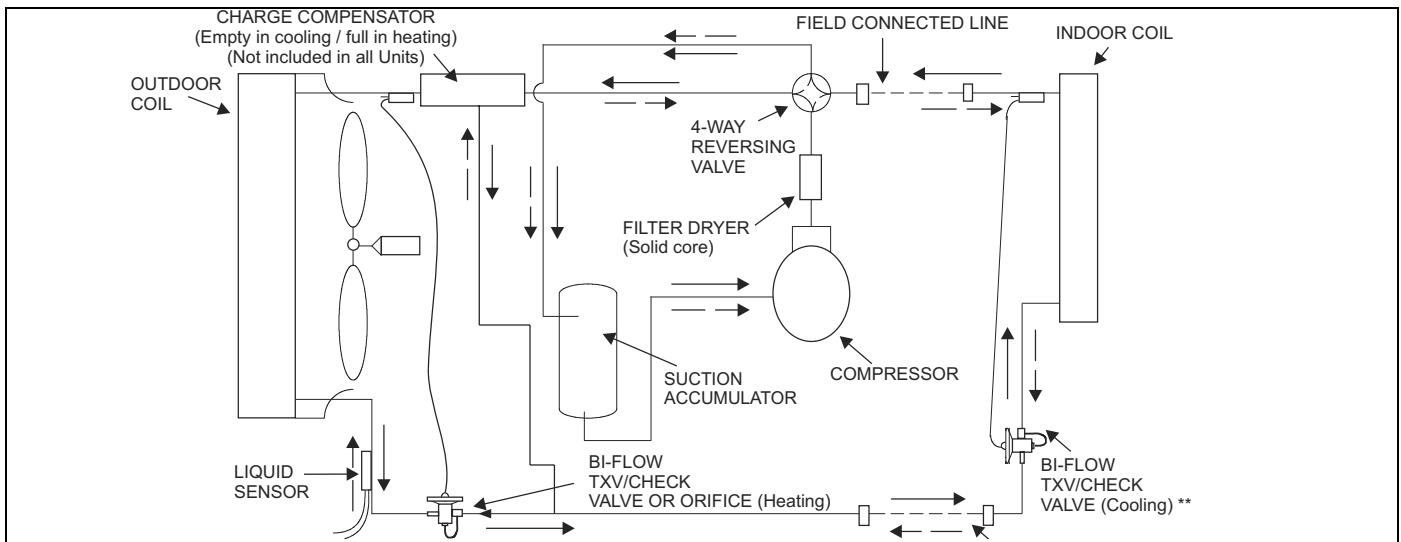 CHARGE COMPENSATOR
(Empty in cooling / full in heating)
(Not included in all Units)
FIELD CONNECTED LINE
INDOOR COIL
OUTDOOR
COIL
4-WAY
REVERSING
VALVE
FILTER DRYER
(Solid core)
COMPRESSOR
SUCTION
ACCUMULATOR
LIQUID
SENSOR
BI-FLOW
TXV/CHECK
VALVE OR ORIFICE (Heating)
BI-FLOW
TXV/CHECK
VALVE (Cooling) **